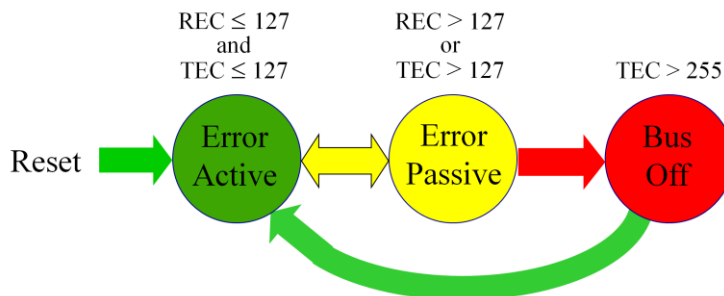 REC ≤ 127
and
TEC ≤ 127
REC > 127
or
TEC > 127
TEC > 255
Reset
Error
Active
Error
Passive
Bus
Off